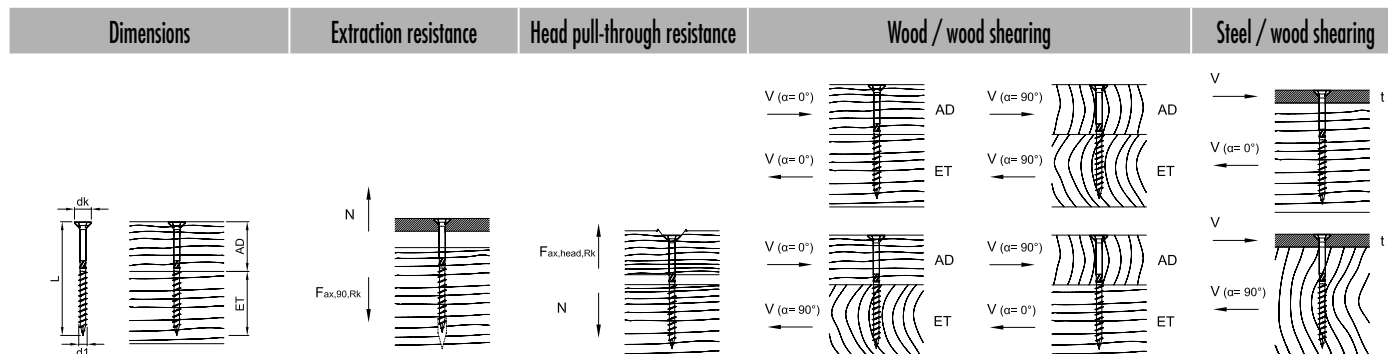 Dimensions
Extraction resistance
Head pull-through resistance
Wood / wood shearing
Steel / wood shearing
dk
L
d1
AD
ET
N
Fax,90,Rk
Fax,head,Rk
N
V (α= 0°)
AD
V (α= 0°)
ET
V (α= 90°)
AD
V (α= 90°)
ET
V (α= 0°)
AD
V (α= 90°)
ET
V (α= 90°)
AD
V (α= 0°)
ET
V
t
V (α= 0°)
V
t
V (α= 90°)